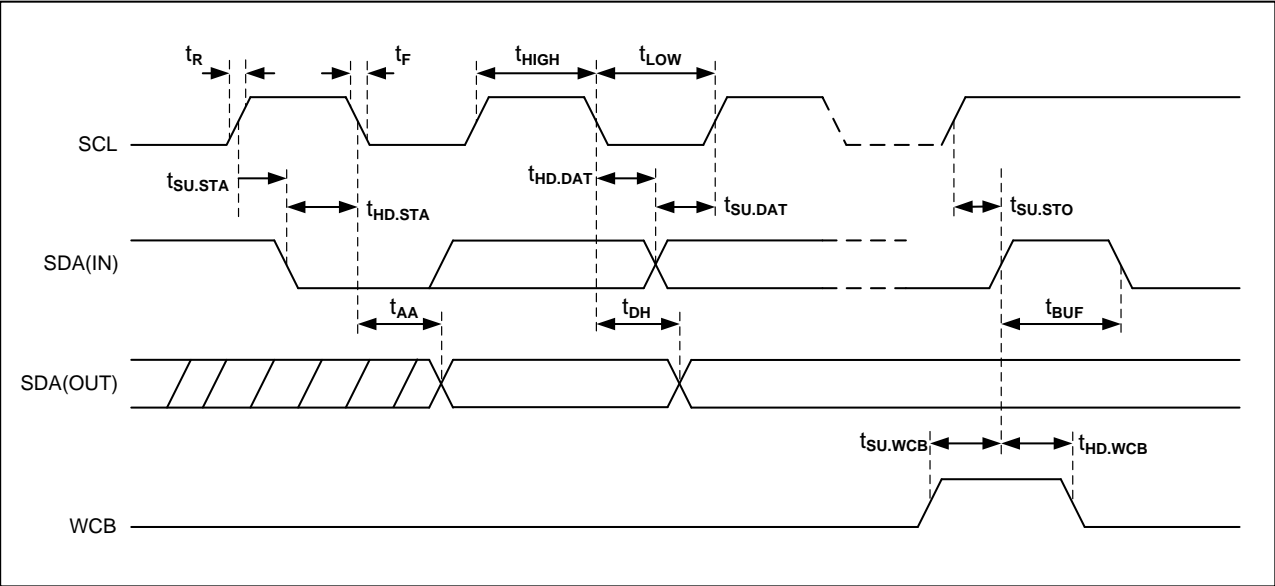 tR
tF
tHIGH
tLOW
SCL
tSU.STA
tHD.STA
tHD.DAT
tSU.DAT
tSU.STO
SDA(IN)
tAA
tDH
tBUF
SDA(OUT)
tSU.WCB
tHD.WCB
WCB